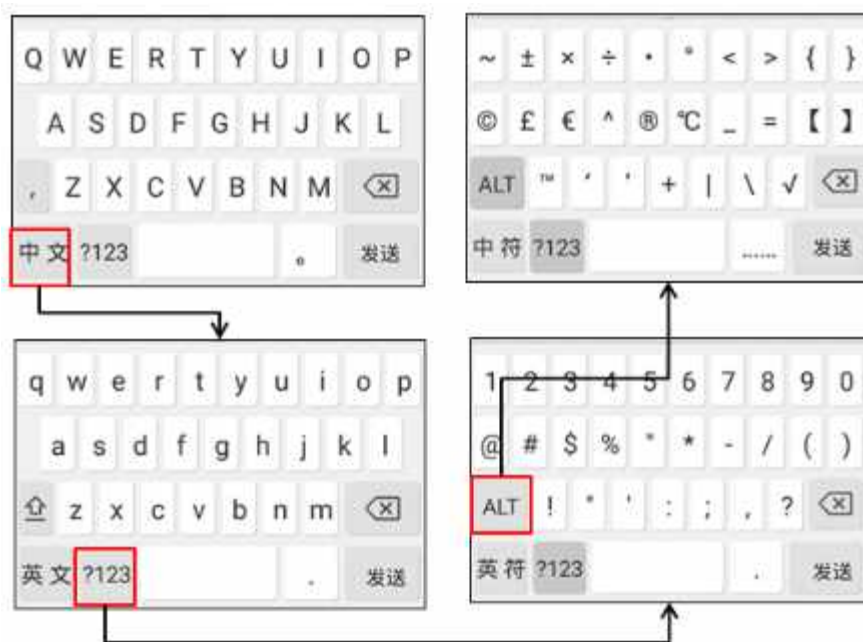 Q W E R T Y U I O P
A S D F G H J K L
, Z X C V B N M
中文 ?123 。 发送
~ ± × ÷ • ° < > { }
© £ € ^ ® ℃ _ = 【 】
ALT ™ ‘ ’ + | \ √
中符 ?123 …… 发送
q w e r t y u i o p
a s d f g h j k l
z x c v b n m
英文 ?123 . 发送
1 2 3 4 5 6 7 8 9 0
@ # $ % " * - / ( )
ALT ! " ' : ; , ?
英符 ?123 . 发送